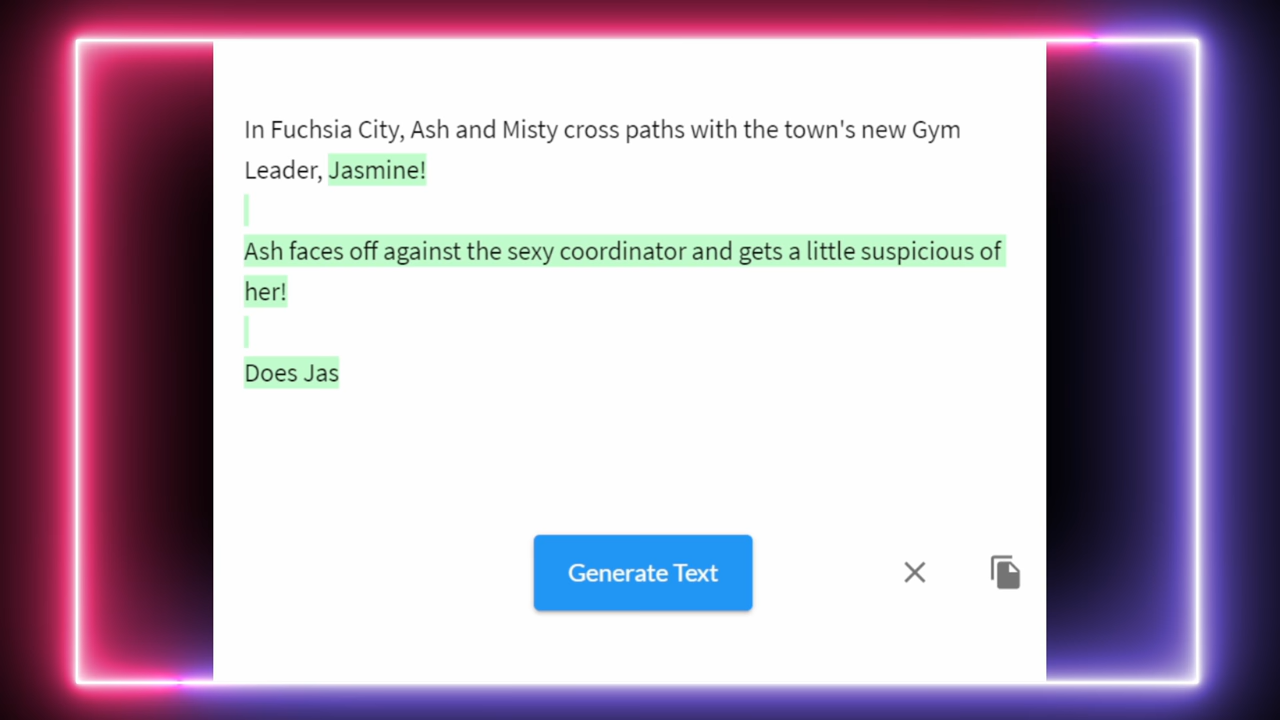 In Fuchsia City, Ash and Misty cross paths with the town's new Gym
Leader, Jasmine!
Ash faces off against the sexy coordinator and gets a little suspicious of
her!
Does Jas
Generate Text